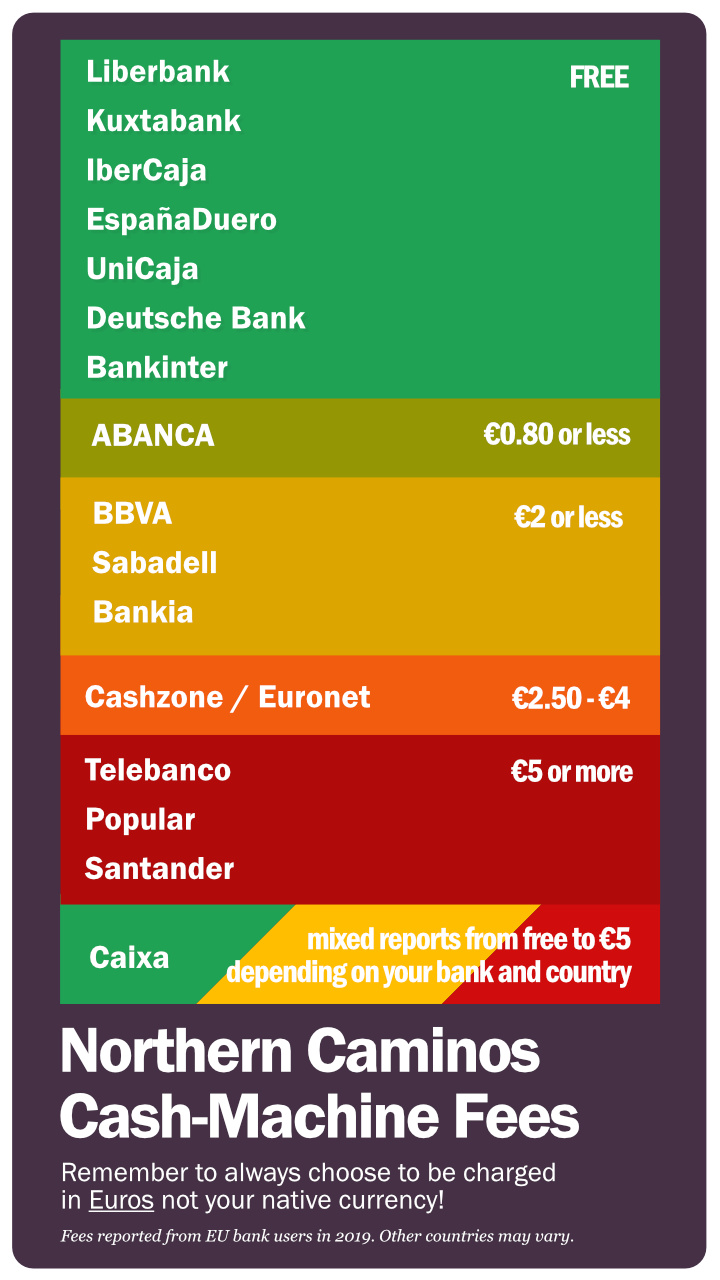 Liberbank
FREE
Kuxtabank
IberCaja
EspañaDuero
UniCaja
Deutsche Bank
Bankinter
ABANCA
€0.80 or less
BBVA
€2 or less
Sabadell
Bankia
Cashzone / Euronet
€2.50 - €4
Telebanco
€5 or more
Popular
Santander
Caixa
mixed reports from free to €5
depending on your bank and country
Northern Caminos
Cash-Machine Fees
Remember to always choose to be charged
in Euros not your native currency!
Fees reported from EU bank users in 2019. Other countries may vary.